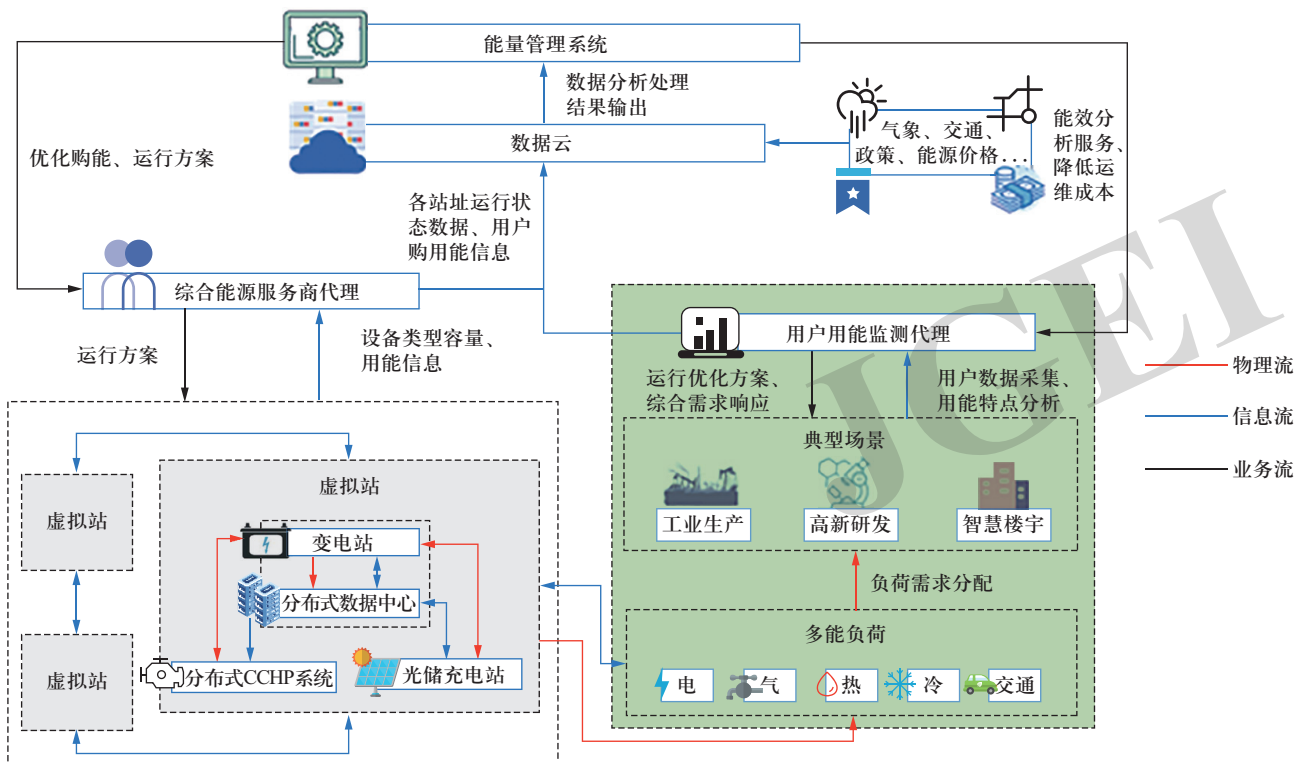 能量管理系统
数据分析处理
结果输出
数据云
气象、交通、
政策、能源价格...
能效分
析服务、
降低运
维成本
优化购能、运行方案
各站址运行状
态数据、用户
购用能信息
综合能源服务商代理
运行方案
设备类型容量、
用能信息
用户用能监测代理
运行优化方案、
综合需求响应
用户数据采集、
用能特点分析
物理流
信息流
业务流
典型场景
工业生产
高新研发
智慧楼宇
负荷需求分配
多能负荷
电
气
热
冷
交通
虚拟站
虚拟站
虚拟站
变电站
分布式数据中心
分布式CCHP系统
光储充电站
JGEI